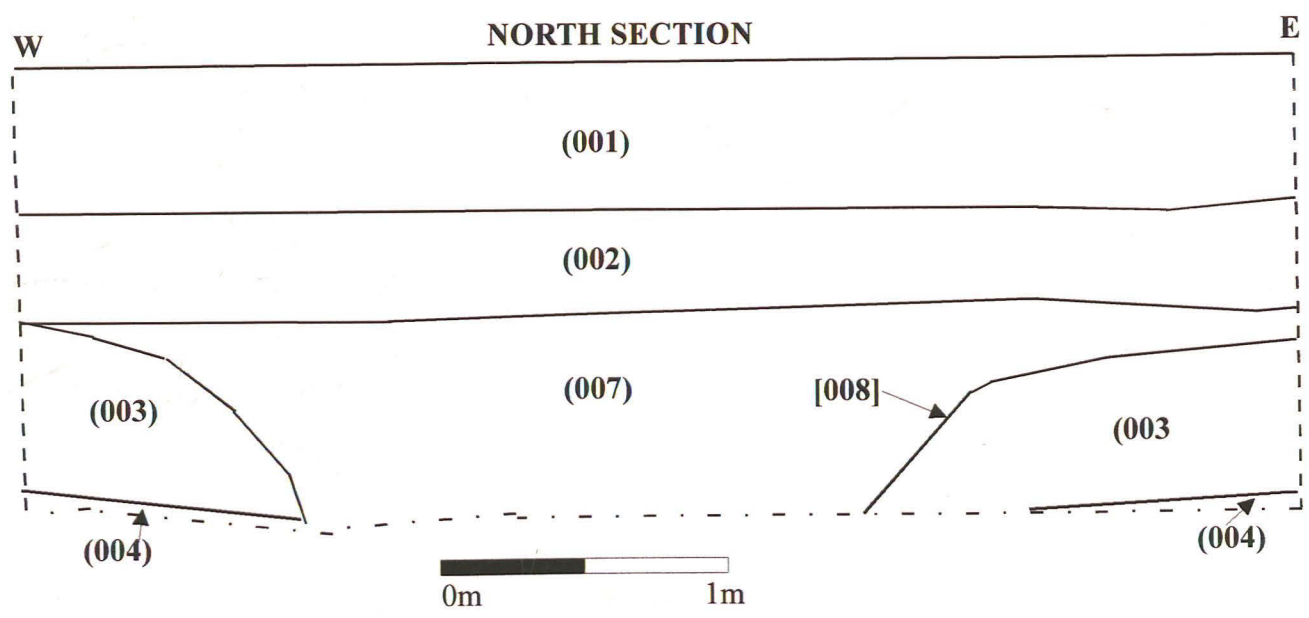 W
NORTH SECTION
E
(001)
(002)
(007)
[008]
(003)
(003
(004)
(004)
0m
1m